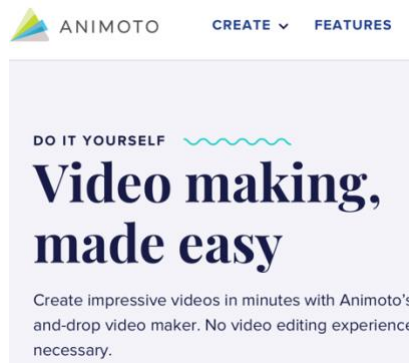 ANIMOTO CREATE FEATURES
DO IT YOURSELF
Video making,
made easy
Create impressive videos in minutes with Animoto's
and-drop video maker. No video editing experience
necessary.